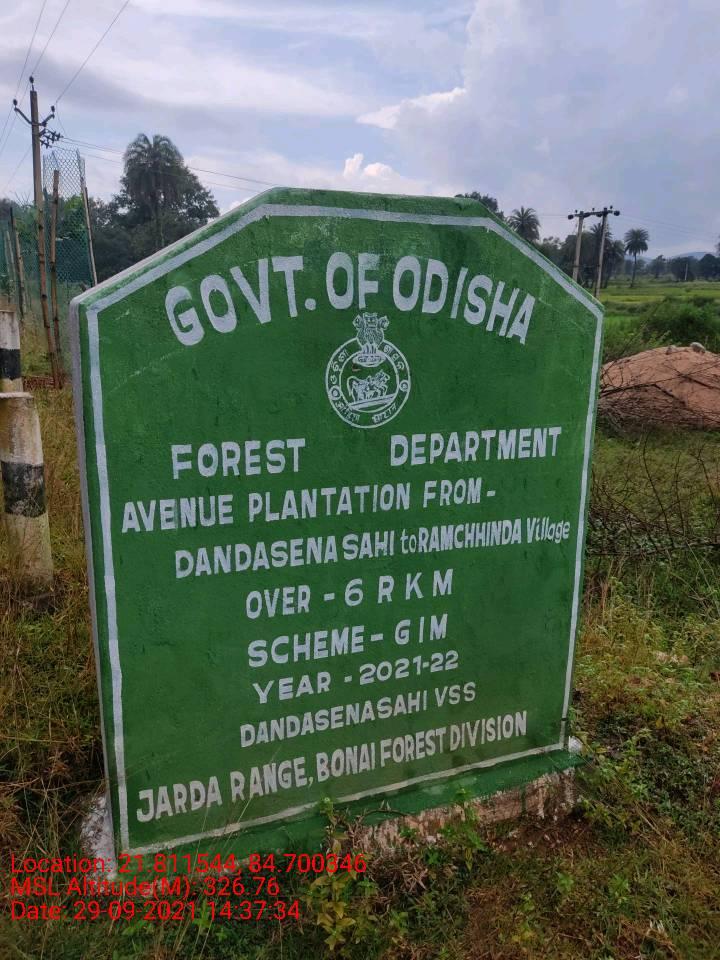 GOVT. OF ODISHA
FOREST DEPARTMENT
AVENUE PLANTATION FROM-
DANDASENA SAHI to RAMCHHINDA Village
OVER - 6 RKM
SCHEME - GIM
YEAR - 2021-22
DANDASENASAHI VSS
JARDA RANGE, BONAI FOREST DIVISION
Location: 21.811544, 84.700346
MSL Altitude(M): 326.76
Date: 29-09-2021 14:37:34